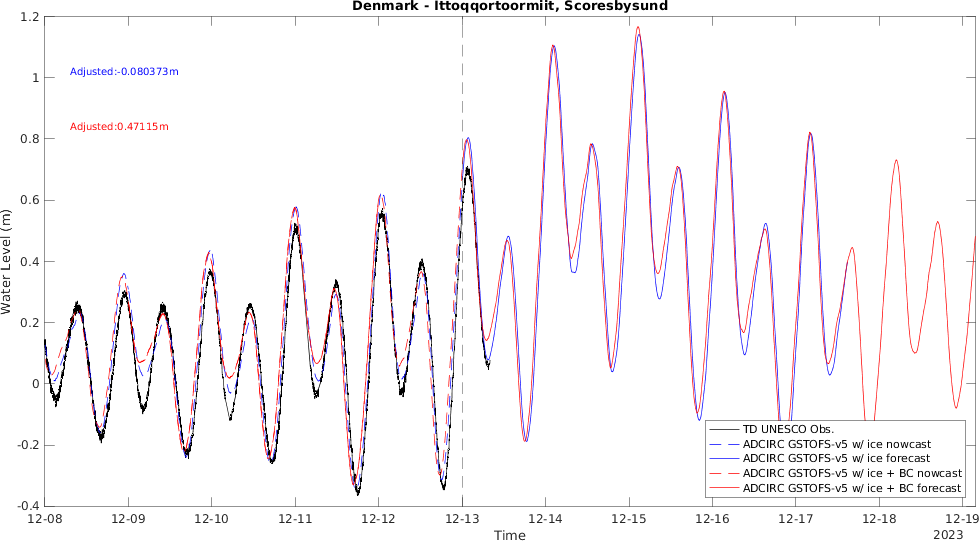 Denmark - Ittoqqortoormiit, Scoresbysund
1.2
1
0.8
0.6
0.4
0.2
0
-0.2
-0.4
Water Level (m)
Adjusted:-0.080373m
Adjusted:0.47115m
TD UNESCO Obs.
ADCIRC GSTOFS-v5 w/ ice nowcast
ADCIRC GSTOFS-v5 w/ ice forecast
ADCIRC GSTOFS-v5 w/ ice + BC nowcast
ADCIRC GSTOFS-v5 w/ ice + BC forecast
12-08 12-09 12-10 12-11 12-12 12-13 12-14 12-15 12-16 12-17 12-18 12-19
Time
2023